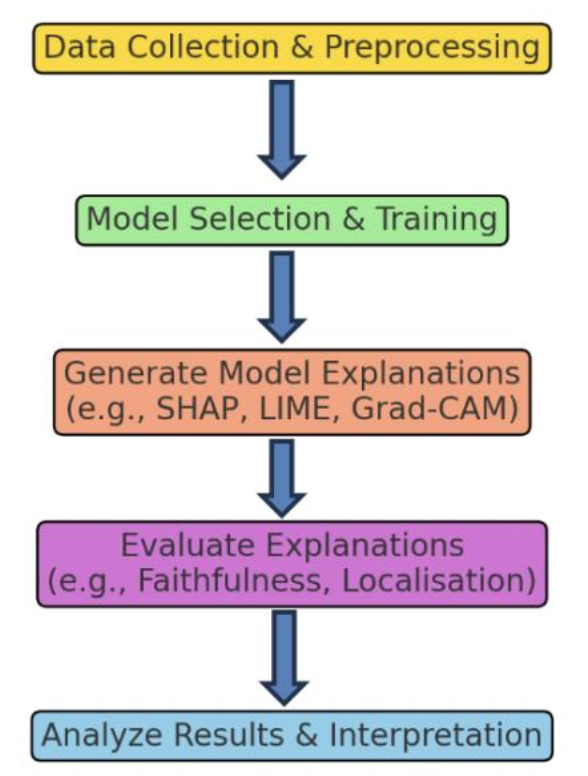 Data Collection & Preprocessing
Model Selection & Training
Generate Model Explanations
(e.g., SHAP, LIME, Grad-CAM)
Evaluate Explanations
(e.g., Faithfulness, Localisation)
Analyze Results & Interpretation